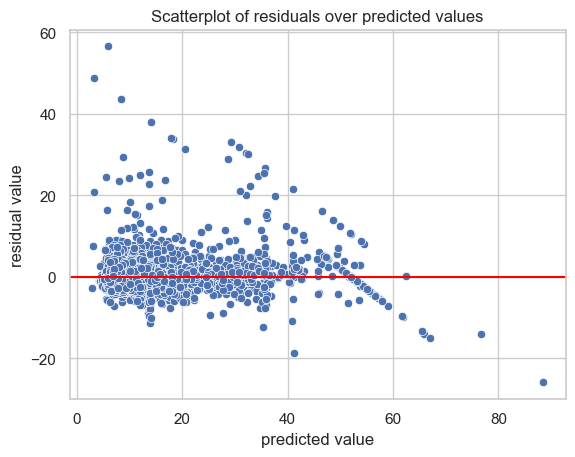 Scatterplot of residuals over predicted values
60
40
20
0
−20
residual value
0 20 40 60 80
predicted value